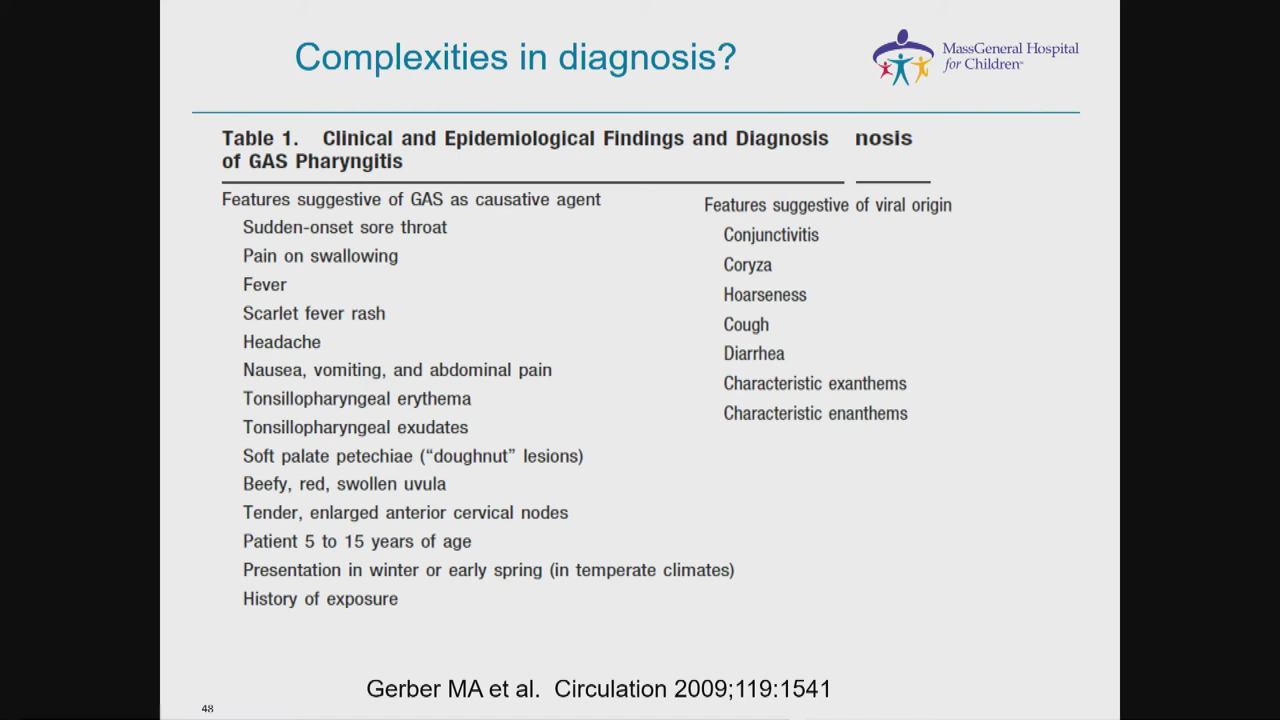 Complexities in diagnosis?
MassGeneral Hospital
for Children™
Table 1. Clinical and Epidemiological Findings and Diagnosis
of GAS Pharyngitis
nosis
Features suggestive of GAS as causative agent
Sudden-onset sore throat
Pain on swallowing
Fever
Scarlet fever rash
Headache
Nausea, vomiting, and abdominal pain
Tonsillopharyngeal erythema
Tonsillopharyngeal exudates
Soft palate petechiae (“doughnut” lesions)
Beefy, red, swollen uvula
Tender, enlarged anterior cervical nodes
Patient 5 to 15 years of age
Presentation in winter or early spring (in temperate climates)
History of exposure
Features suggestive of viral origin
Conjunctivitis
Coryza
Hoarseness
Cough
Diarrhea
Characteristic exanthems
Characteristic enanthems
Gerber MA et al. Circulation 2009;119:1541
48